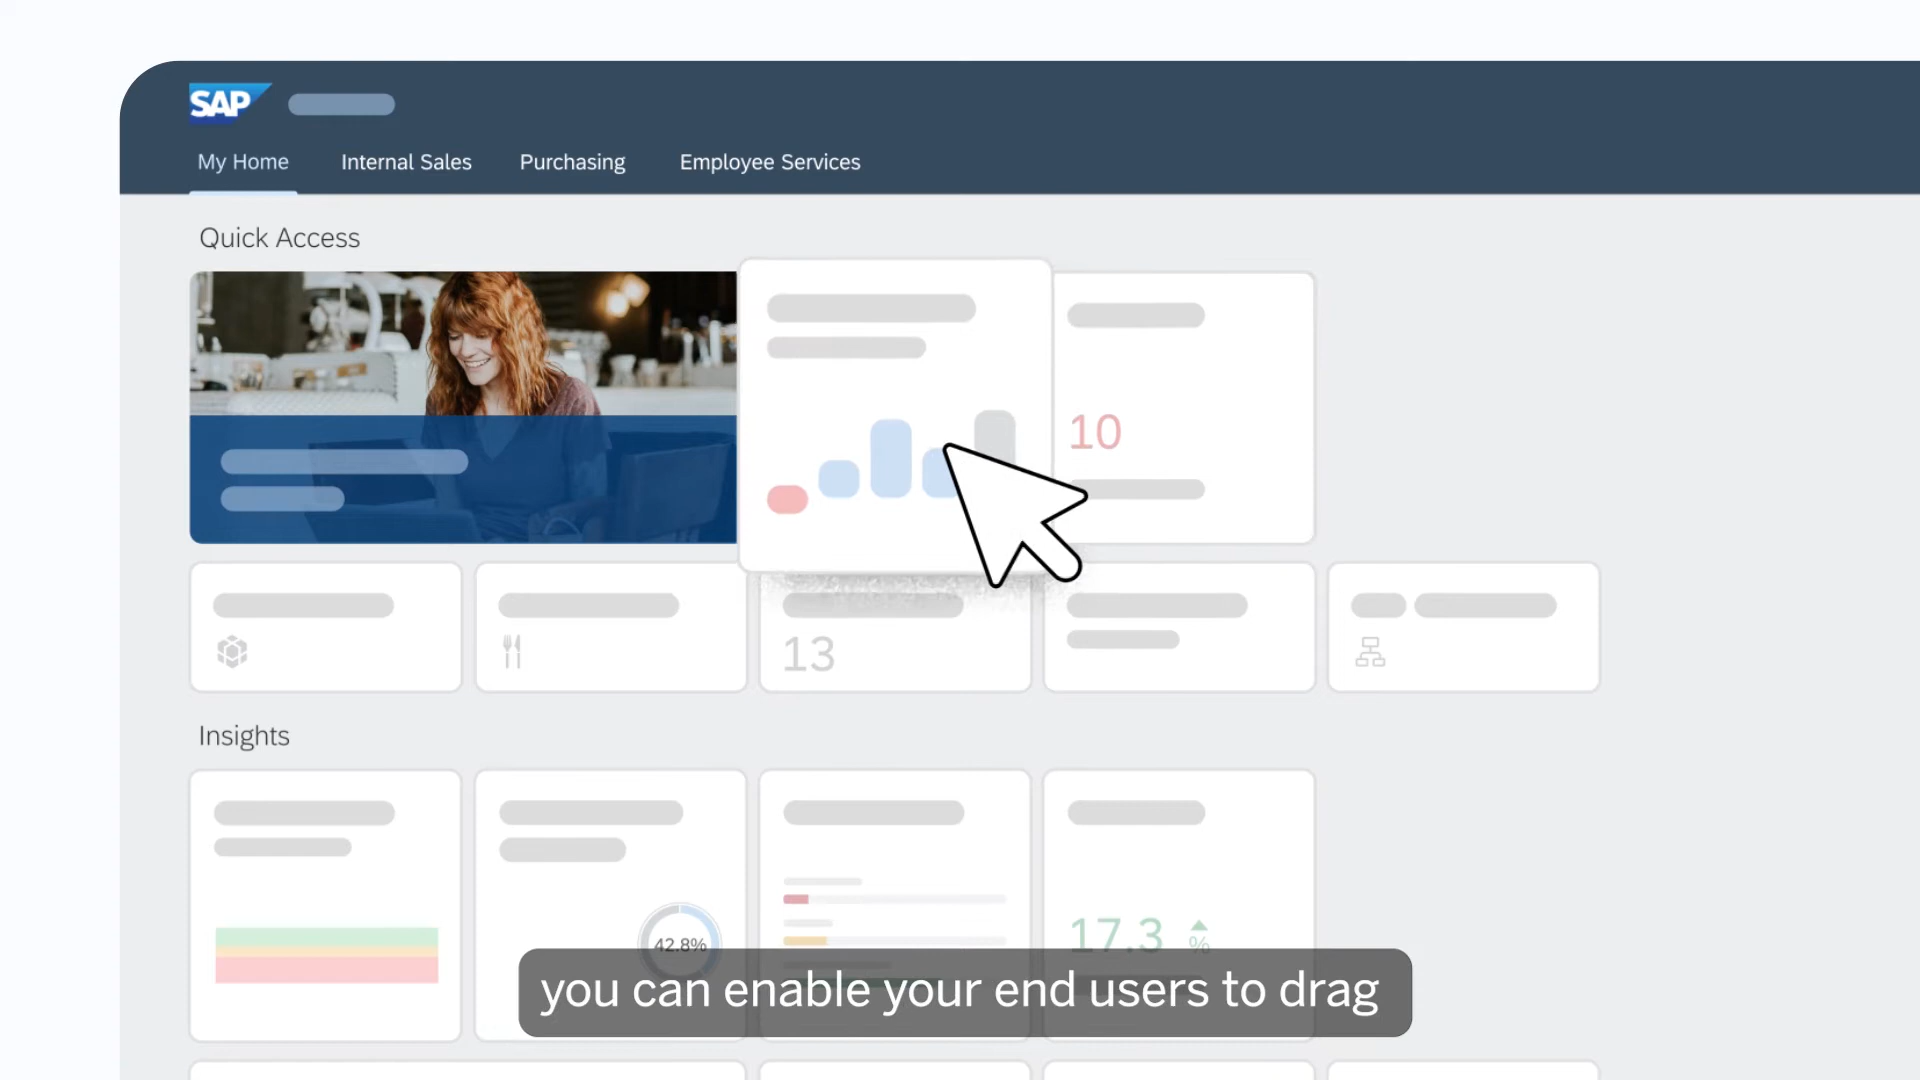 SAP
My Home Internal Sales Purchasing Employee Services
Quick Access
10
13
Insights
42.8%
17.3 %
you can enable your end users to drag